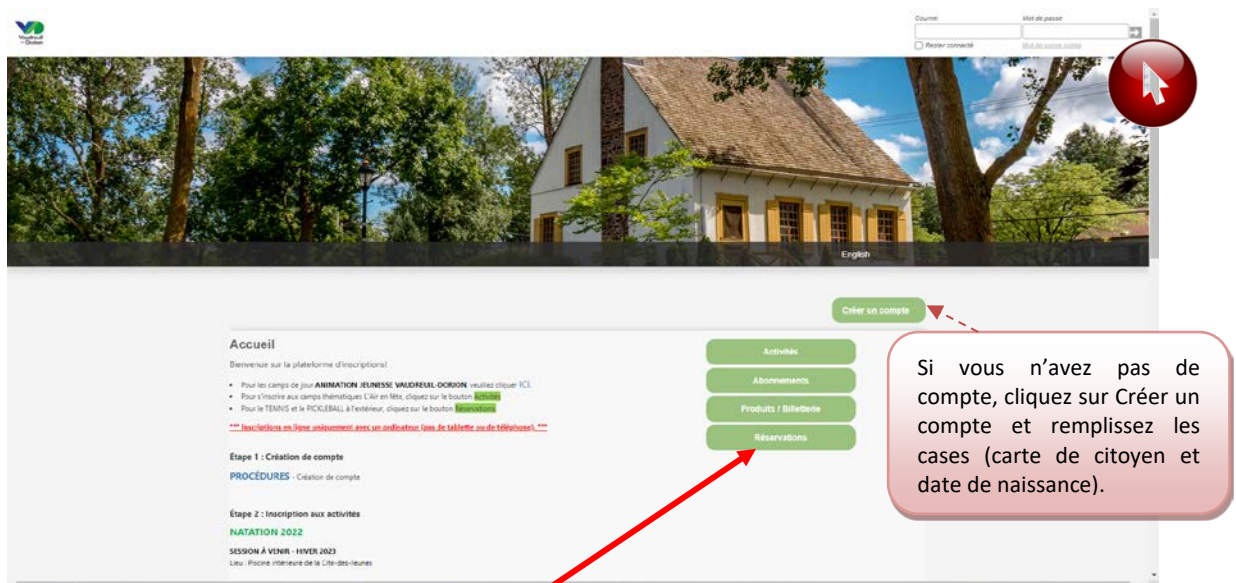 Vaudreuil
-Dorion
Courriel
Mot de passe
Rester connecté
Mot de passe oublié
English
Créer un compte
Accueil
Bienvenue sur la plateforme d'inscriptions!
• Pour les camps de jour ANIMATION JEUNESSE VAUDREUIL-DORION, veuillez cliquer ICI.
• Pour s'inscrire aux camps thématiques L'Air en fête, cliquez sur le bouton Activités
• Pour le TENNIS et le PICKLEBALL à l'extérieur, cliquez sur le bouton Réservations.
*** Inscriptions en ligne uniquement avec un ordinateur (pas de tablette ou de téléphone). ***
Étape 1 : Création de compte
PROCÉDURES - Création de compte
Étape 2 : Inscription aux activités
NATATION 2022
SESSION À VENIR - HIVER 2023
Lieu : Piscine intérieure de la Cité-des-Jeunes
Activités
Abonnements
Produits / Billetterie
Réservations
Si vous n'avez pas de
compte, cliquez sur Créer un
compte et remplissez les
cases (carte de citoyen et
date de naissance).